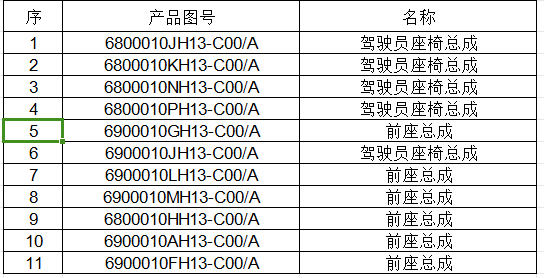 序 产品图号 名称
1 6800010JH13-C00/A 驾驶员座椅总成
2 6800010KH13-C00/A 驾驶员座椅总成
3 6800010NH13-C00/A 驾驶员座椅总成
4 6800010PH13-C00/A 驾驶员座椅总成
5 6900010GH13-C00/A 前座总成
6 6900010JH13-C00/A 驾驶员座椅总成
7 6900010LH13-C00/A 前座总成
8 6900010MH13-C00/A 前座总成
9 6800010HH13-C00/A 前座总成
10 6900010AH13-C00/A 前座总成
11 6900010FH13-C00/A 前座总成